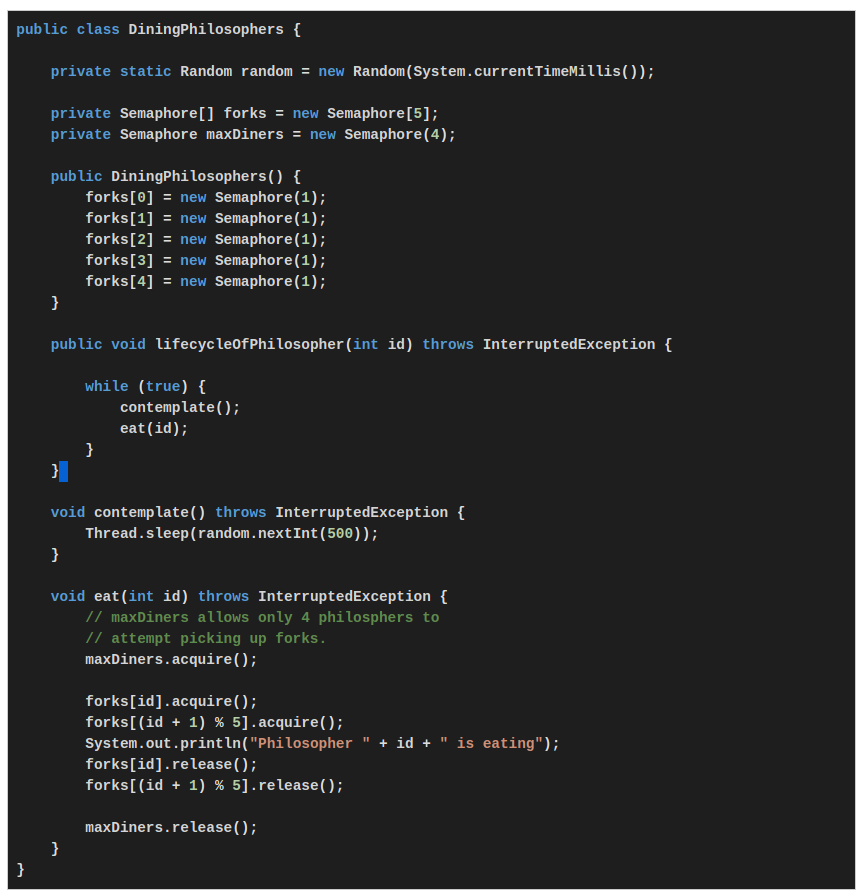 public class DiningPhilosophers {
    private static Random random = new Random(System.currentTimeMillis());
    private Semaphore[] forks = new Semaphore[5];
    private Semaphore maxDiners = new Semaphore(4);
    public DiningPhilosophers() {
        forks[0] = new Semaphore(1);
        forks[1] = new Semaphore(1);
        forks[2] = new Semaphore(1);
        forks[3] = new Semaphore(1);
        forks[4] = new Semaphore(1);
    }
    public void lifecycleOfPhilosopher(int id) throws InterruptedException {
        while (true) {
            contemplate();
            eat(id);
        }
    }
    void contemplate() throws InterruptedException {
        Thread.sleep(random.nextInt(500));
    }
    void eat(int id) throws InterruptedException {
        // maxDiners allows only 4 philosphers to
        // attempt picking up forks.
        maxDiners.acquire();
        forks[id].acquire();
        forks[(id + 1) % 5].acquire();
        System.out.println("Philosopher " + id + " is eating");
        forks[id].release();
        forks[(id + 1) % 5].release();
        maxDiners.release();
    }
}